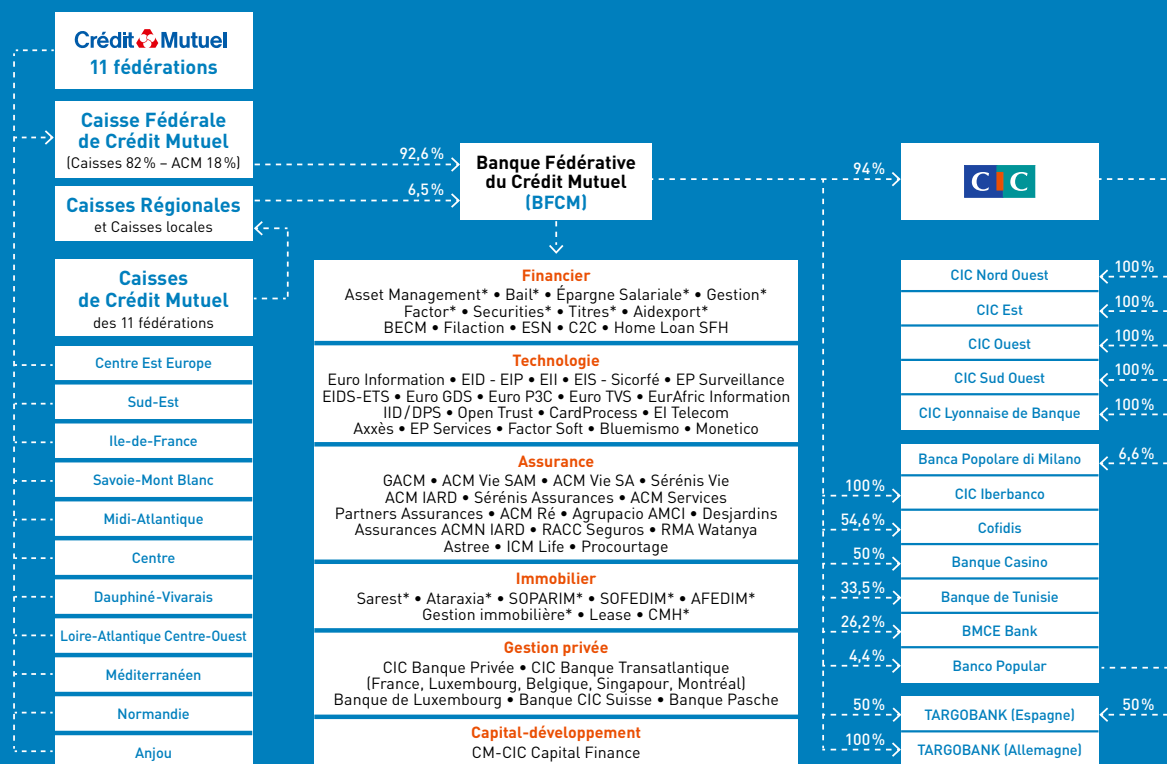 Crédit Mutuel
11 fédérations
Caisse Fédérale
de Crédit Mutuel
(Caisses 82% – ACM 18%)
Caisses Régionales
et Caisses locales
Caisses
de Crédit Mutuel
des 11 fédérations
Centre Est Europe
Sud-Est
Ile-de-France
Savoie-Mont Blanc
Midi-Atlantique
Centre
Dauphiné-Vivarais
Loire-Atlantique Centre-Ouest
Méditerranéen
Normandie
Anjou
92,6%
6,5%
Banque Fédérative
du Crédit Mutuel
(BFCM)
Financier
Asset Management* • Bail* • Épargne Salariale* • Gestion*
Factor* • Securities* • Titres* • Aidexport*
BECM • Filaction • ESN • C2C • Home Loan SFH
Technologie
Euro Information • EID - EIP • EII • EIS - Sicorfé • EP Surveillance
EIDS-ETS • Euro GDS • Euro P3C • Euro TVS • EurAfric Information
IID/DPS • Open Trust • CardProcess • EI Telecom
Axxès • EP Services • Factor Soft • Bluemismo • Monetico
Assurance
GACM • ACM Vie SAM • ACM Vie SA • Sérénis Vie
ACM IARD • Sérénis Assurances • ACM Services
Partners Assurances • ACM Ré • Agrupacio AMCI • Desjardins
Assurances ACMN IARD • RACC Seguros • RMA Watanya
Astree • ICM Life • Procourtage
Immobilier
Sarest* • Ataraxia* • SOPARIM* • SOFEDIM* • AFEDIM*
Gestion immobilière* • Lease • CMH*
Gestion privée
CIC Banque Privée • CIC Banque Transatlantique
(France, Luxembourg, Belgique, Singapour, Montréal)
Banque de Luxembourg • Banque CIC Suisse • Banque Pasche
Capital-développement
CM-CIC Capital Finance
94%
CIC
CIC Nord Ouest
100%
CIC Est
100%
CIC Ouest
100%
CIC Sud Ouest
100%
CIC Lyonnaise de Banque
100%
Banca Popolare di Milano
6,6%
100%
CIC Iberbanco
54,6%
Cofidis
50%
Banque Casino
33,5%
Banque de Tunisie
26,2%
BMCE Bank
4,4%
Banco Popular
50%
TARGOBANK (Espagne)
50%
100%
TARGOBANK (Allemagne)